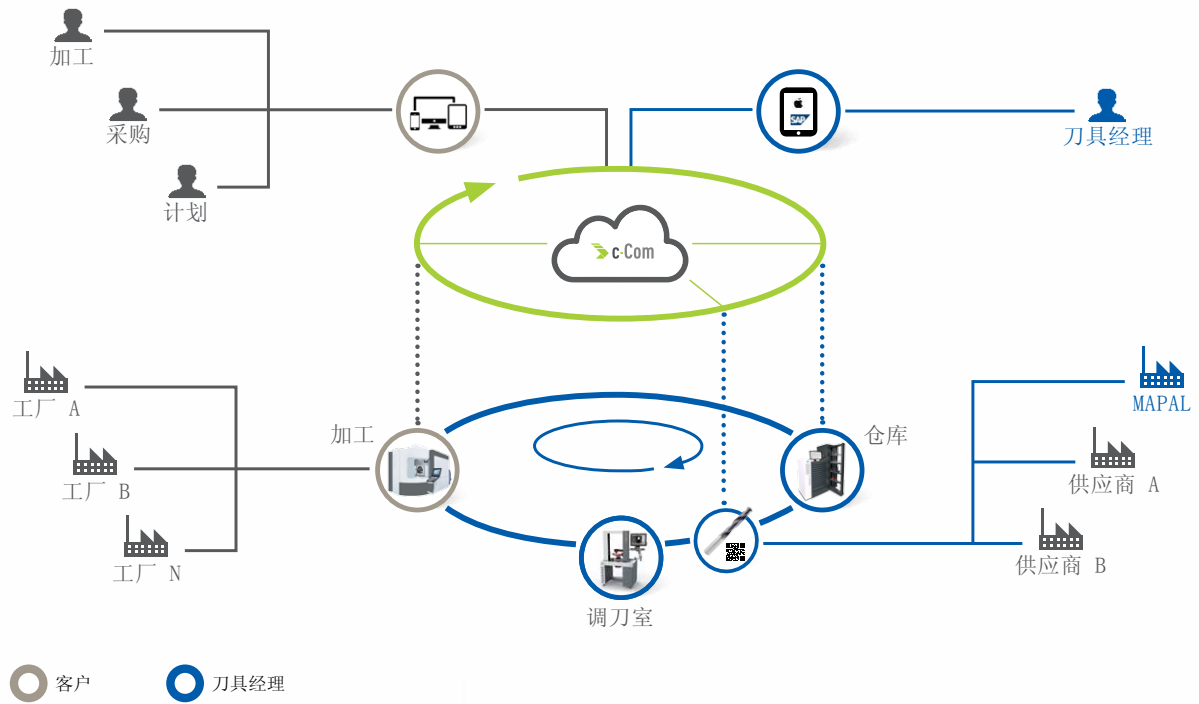 加工
采购
计划
SAP
刀具经理
c·Com
工厂 A
工厂 B
工厂 N
加工
仓库
调刀室
MAPAL
供应商 A
供应商 B
客户
刀具经理